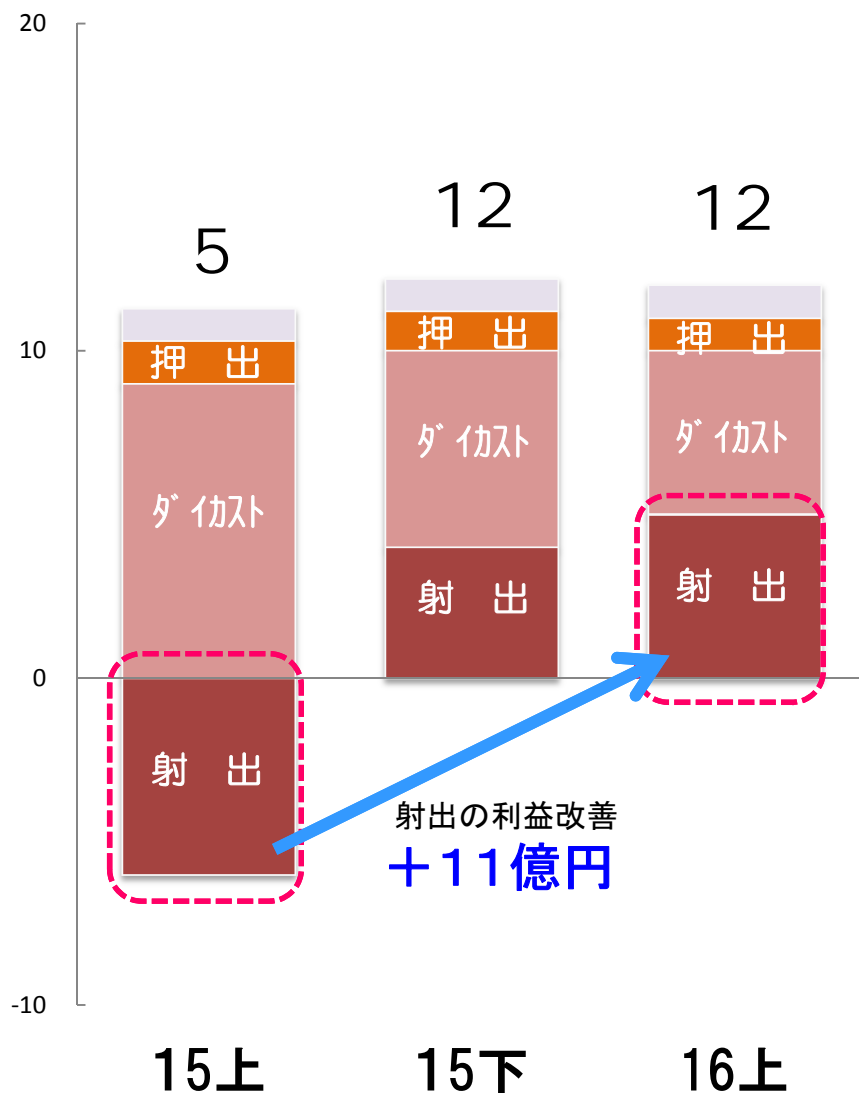 20
10
0
-10
5
12
12
押 出
ダイカスト
射 出
押 出
ダイカスト
射 出
押 出
ダイカスト
射 出
射出の利益改善
＋11億円
15上
15下
16上